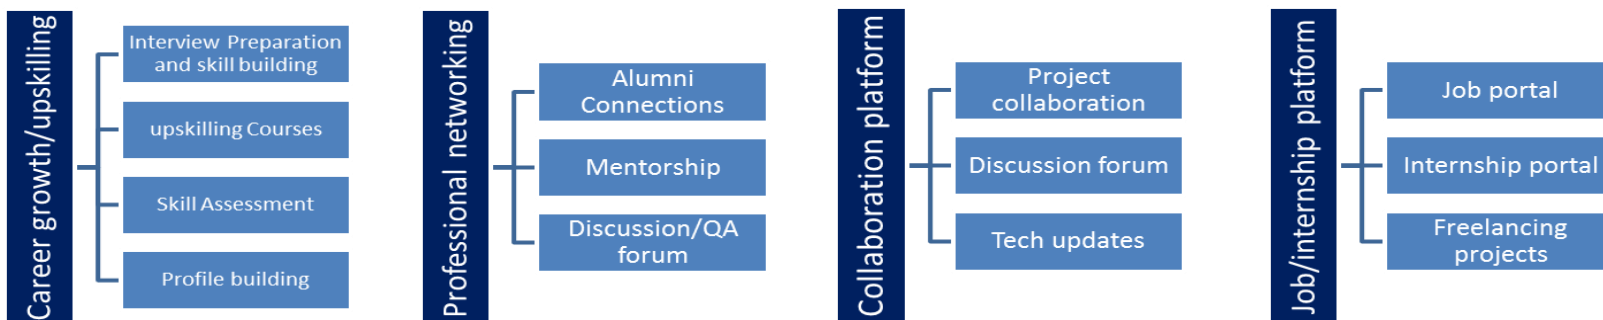 Career growth/upskilling
Interview Preparation
and skill building
upskilling Courses
Skill Assessment
Profile building
Professional networking
Alumni
Connections
Mentorship
Discussion/QA
forum
Collaboration platform
Project
collaboration
Discussion forum
Tech updates
Job/internship platform
Job portal
Internship portal
Freelancing
projects